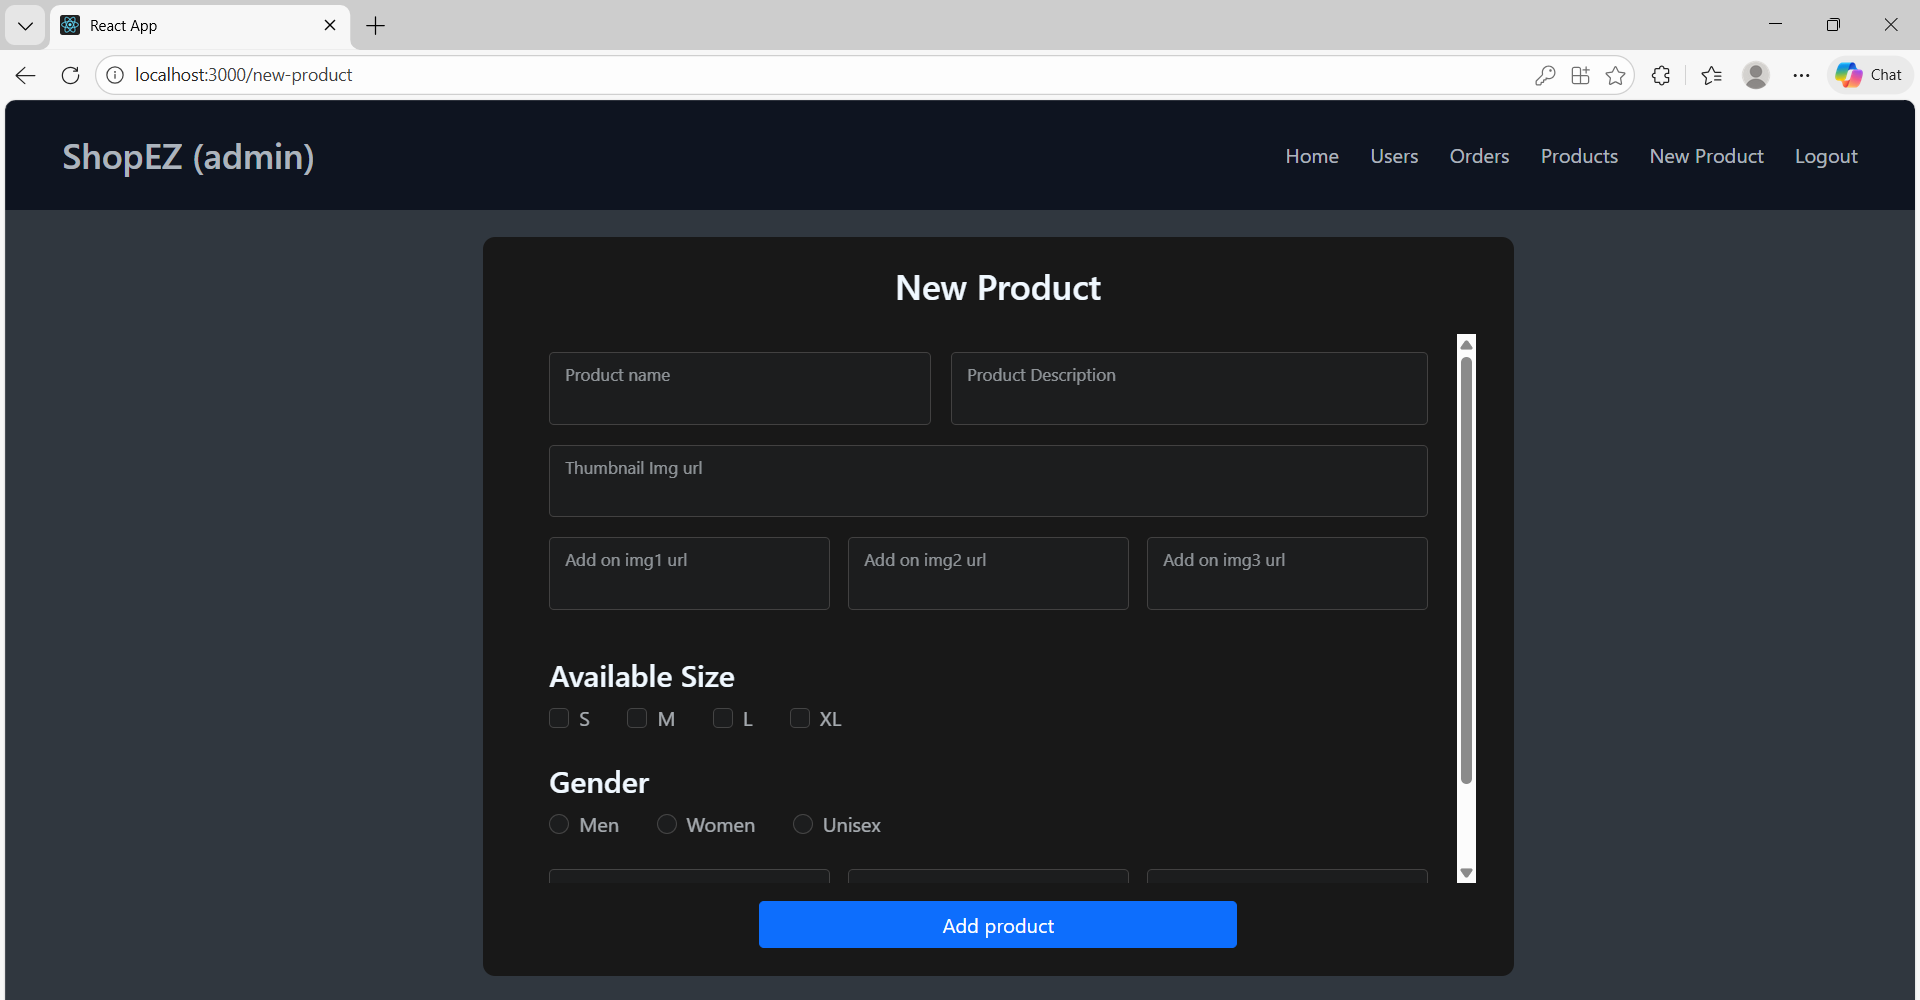 React App
localhost:3000/new-product
Chat
ShopEZ (admin)
Home Users Orders Products New Product Logout
New Product
Product name Product Description
Thumbnail Img url
Add on img1 url Add on img2 url Add on img3 url
Available Size
S M L XL
Gender
Men Women Unisex
Add product